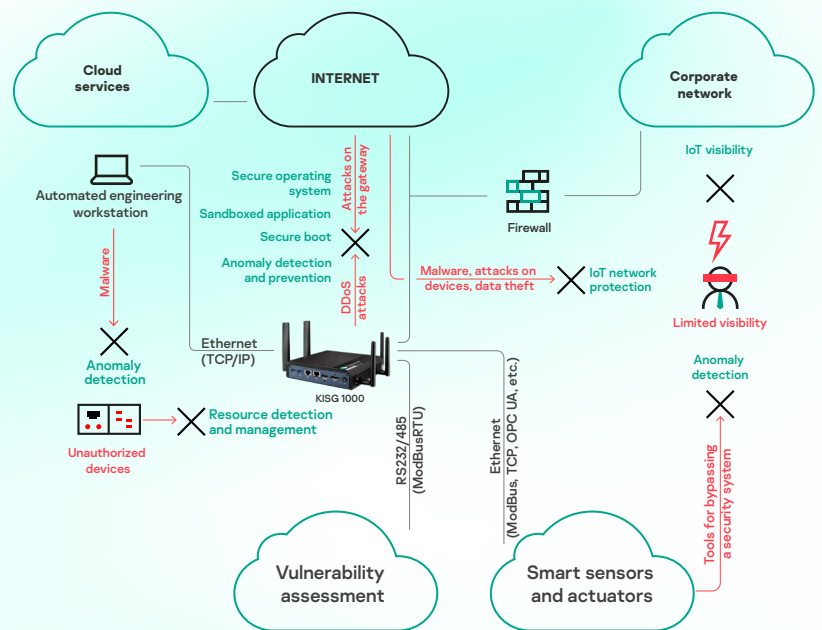 Cloud
services
INTERNET
Corporate
network
IoT visibility
Automated engineering
workstation
Secure operating
system
Sandboxed application
Secure boot
Anomaly detection
and prevention
Attacks on
the gateway
DDoS
attacks
Firewall
Malware, attacks on
devices, data theft
IoT network
protection
Limited visibility
Malware
Anomaly
detection
Ethernet
(TCP/IP)
KISG 1000
Anomaly
detection
Unauthorized
devices
Resource detection
and management
RS232/485
(ModBusRTU)
Ethernet
(ModBus, TCP, OPC UA, etc.)
Tools for bypassing
a security system
Vulnerability
assessment
Smart sensors
and actuators